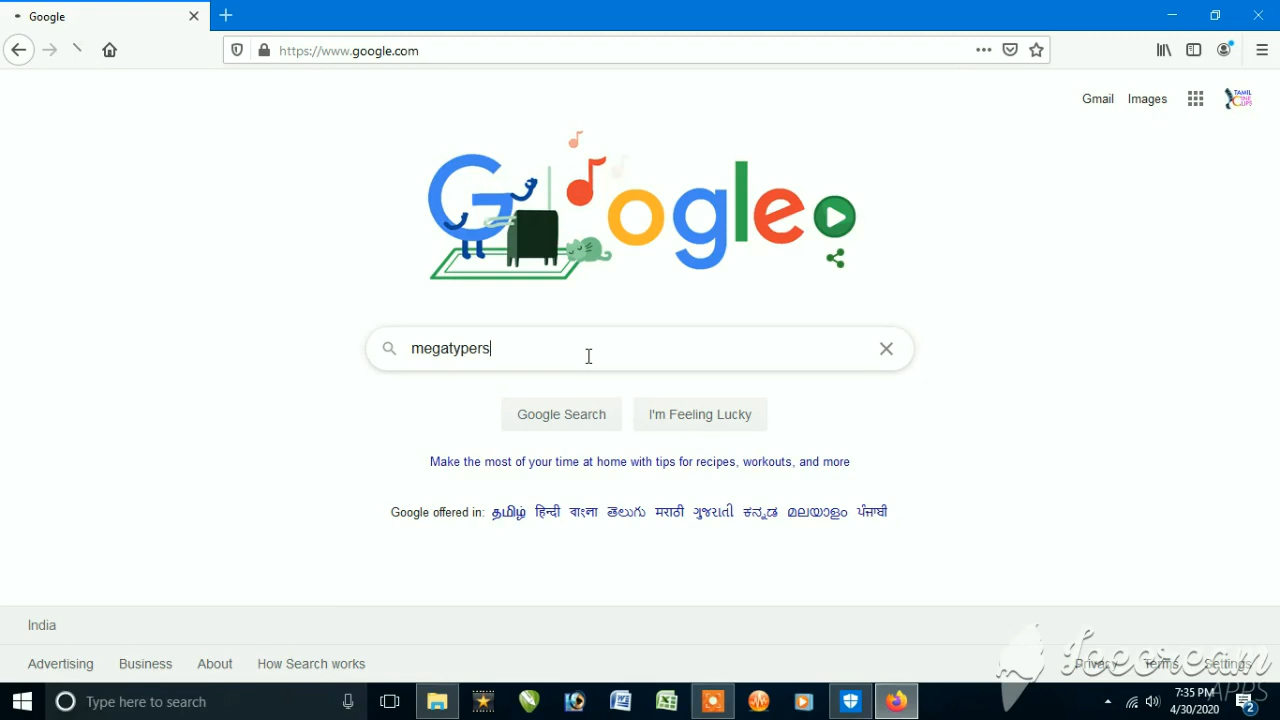 Google
https://www.google.com
Gmail Images
TAMIL
Google
megatypers
Google Search I'm Feeling Lucky
Make the most of your time at home with tips for recipes, workouts, and more
Google offered in: தமிழ் हिन्दी বাংলা తెలుగు मराठी ગુજરાતી ಕನ್ನಡ മലയാളം ਪੰਜਾਬੀ
India
Advertising Business About How Search works Privacy Terms Settings
APPS
Type here to search
7:35 PM
4/30/2020
2